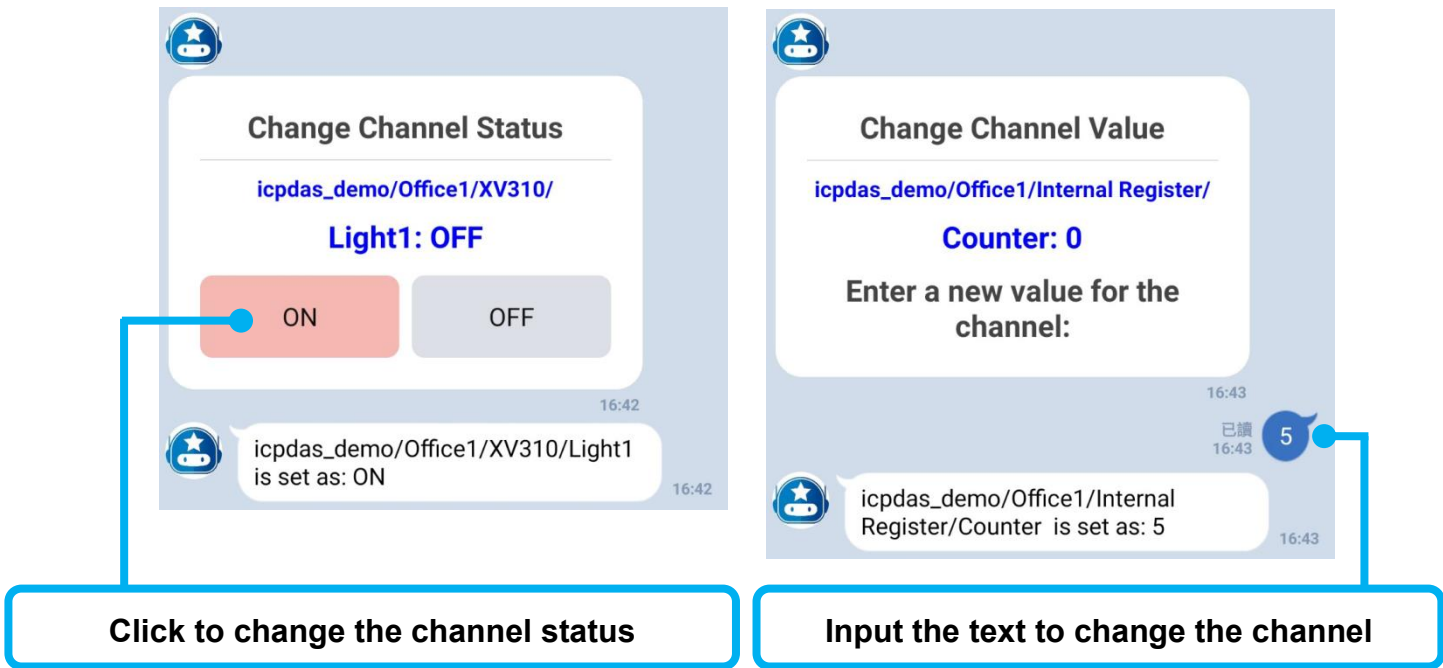 Change Channel Status
icpdas_demo/Office1/XV310/
Light1: OFF
ON
OFF
16:42
icpdas_demo/Office1/XV310/Light1
is set as: ON
16:42
Click to change the channel status
Change Channel Value
icpdas_demo/Office1/Internal Register/
Counter: 0
Enter a new value for the
channel:
16:43
已讀
16:43
5
icpdas_demo/Office1/Internal
Register/Counter is set as: 5
16:43
Input the text to change the channel